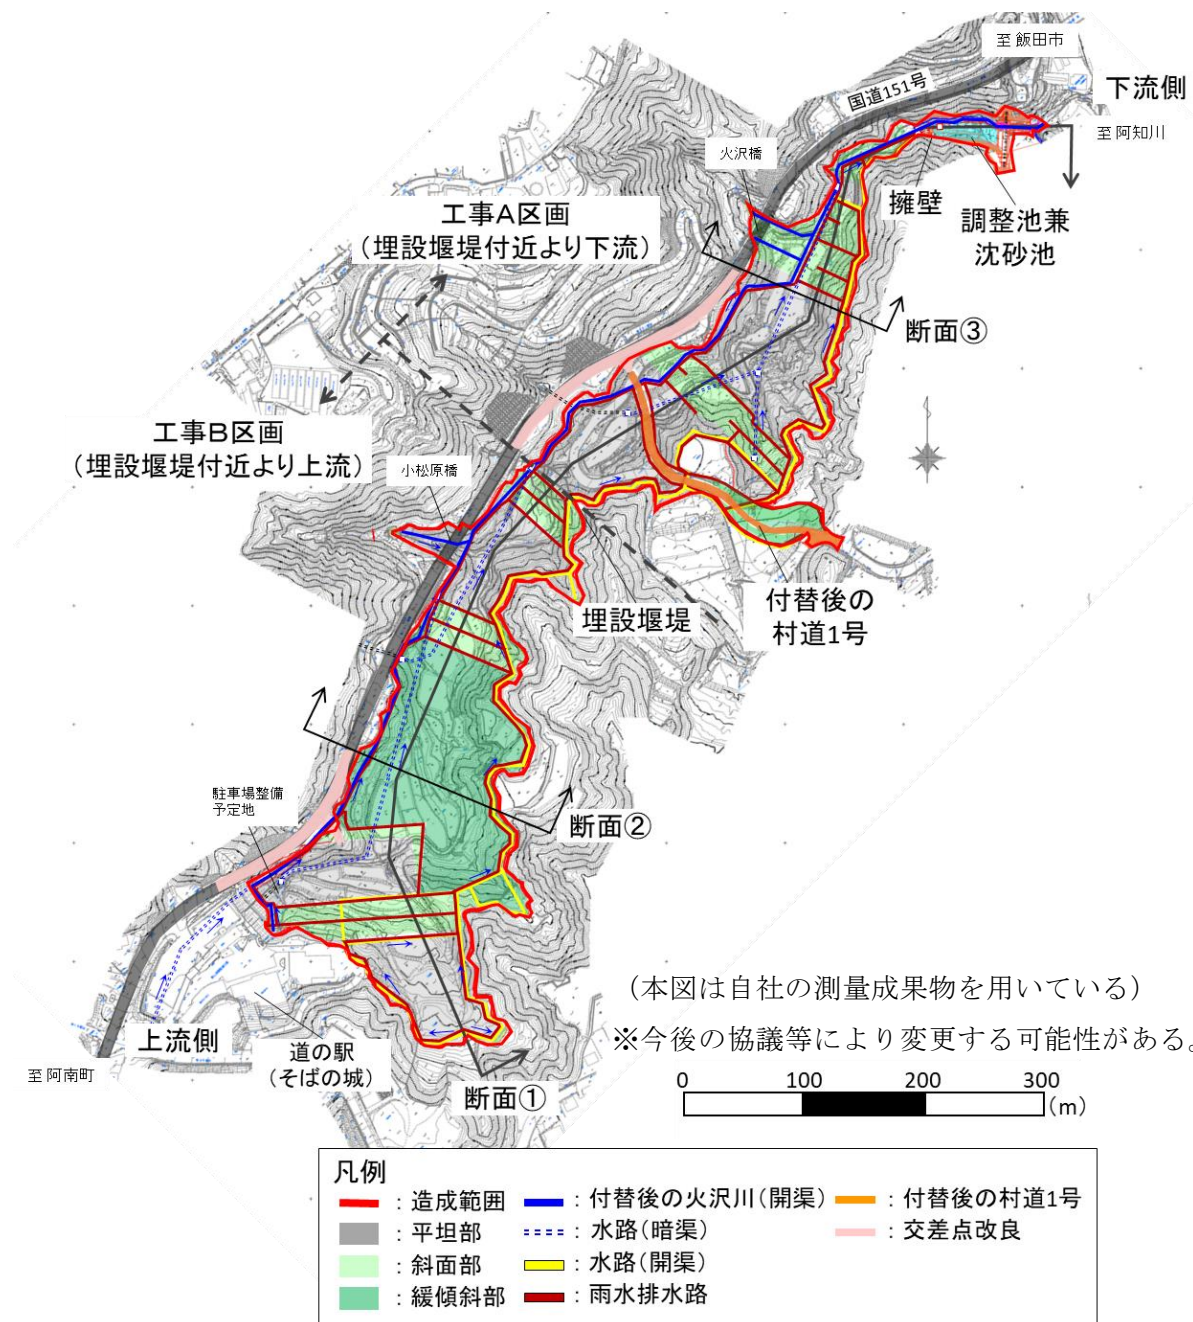 至 飯田市
国道151号
下流側
至 阿知川
火沢橋
擁壁
調整池兼
沈砂池
工事A区画
(埋設堰堤付近より下流)
断面③
工事B区画
(埋設堰堤付近より上流)
小松原橋
埋設堰堤
付替後の
村道1号
駐車場整備
予定地
断面②
上流側
道の駅
(そばの城)
至 阿南町
断面①
(本図は自社の測量成果物を用いている)
※今後の協議等により変更する可能性がある。
0 100 200 300
(m)
凡例
:造成範囲
:付替後の火沢川(開渠)
:付替後の村道1号
:平坦部
:水路(暗渠)
:交差点改良
:斜面部
:水路(開渠)
:緩傾斜部
:雨水排水路